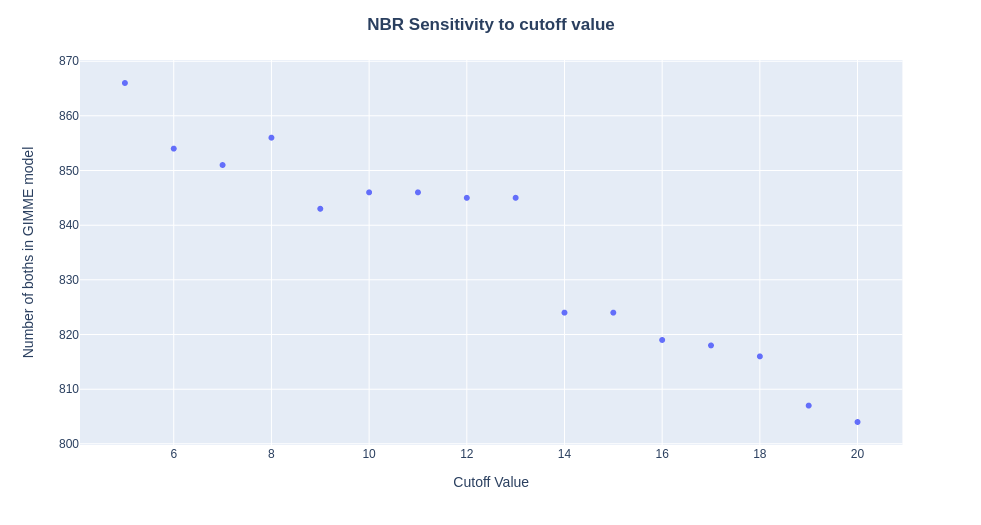 NBR Sensitivity to cutoff value
Number of boths in GIMME model
870
860
850
840
830
820
810
800
6 8 10 12 14 16 18 20
Cutoff Value